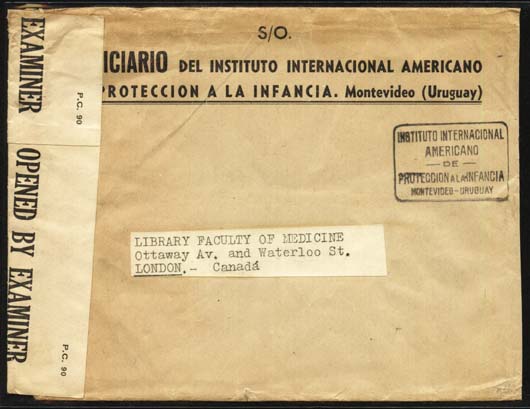 S/O.
ICIARIO DEL INSTITUTO INTERNACIONAL AMERICANO
PROTECCION A LA INFANCIA. Montevideo (Uruguay)
INSTITUTO INTERNACIONAL
AMERICANO
— DE —
PROTECCION A LA INFANCIA
MONTEVIDEO - URUGUAY
LIBRARY FACULTY OF MEDICINE
Ottaway Av. and Waterloo St.
LONDON.- Canadá
EXAMINER
P.C. 90
OPENED BY EXAMINER
P.C. 90